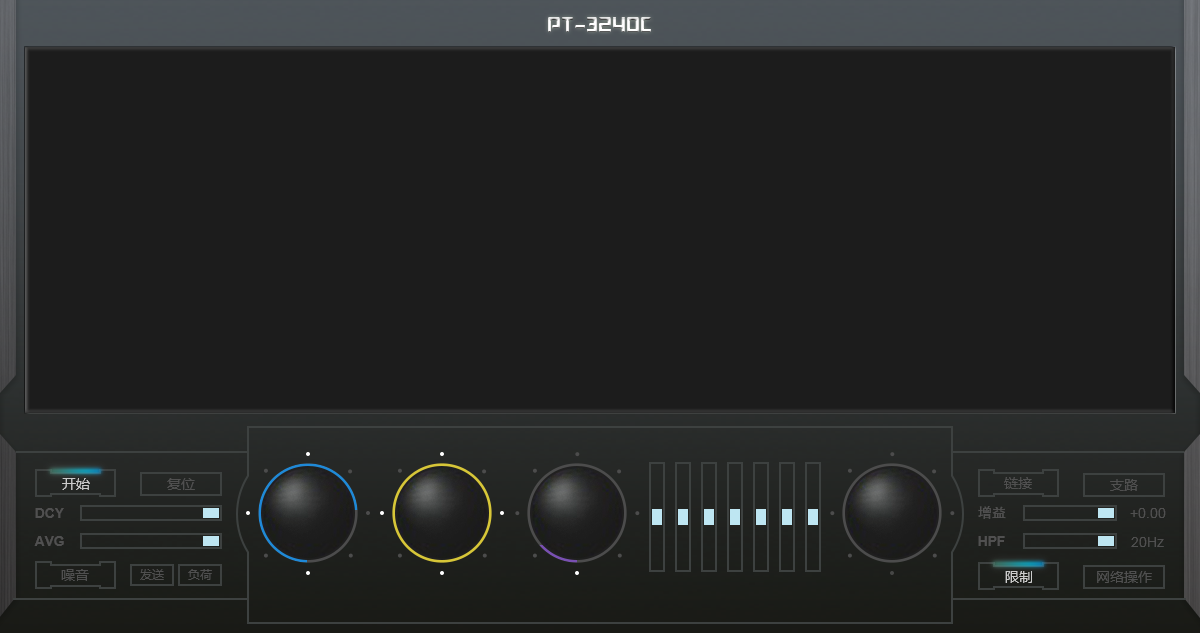 PT-3240C
开始
复位
DCY
AVG
噪音
发送
负荷
链接
支路
增益
+0.00
HPF
20Hz
限制
网络操作